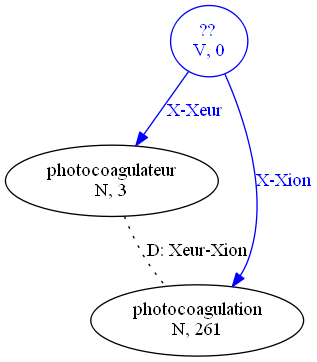 ??
V, 0
X-Xeur
photocoagulateur
N, 3
X-Xion
D: Xeur-Xion
photocoagulation
N, 261